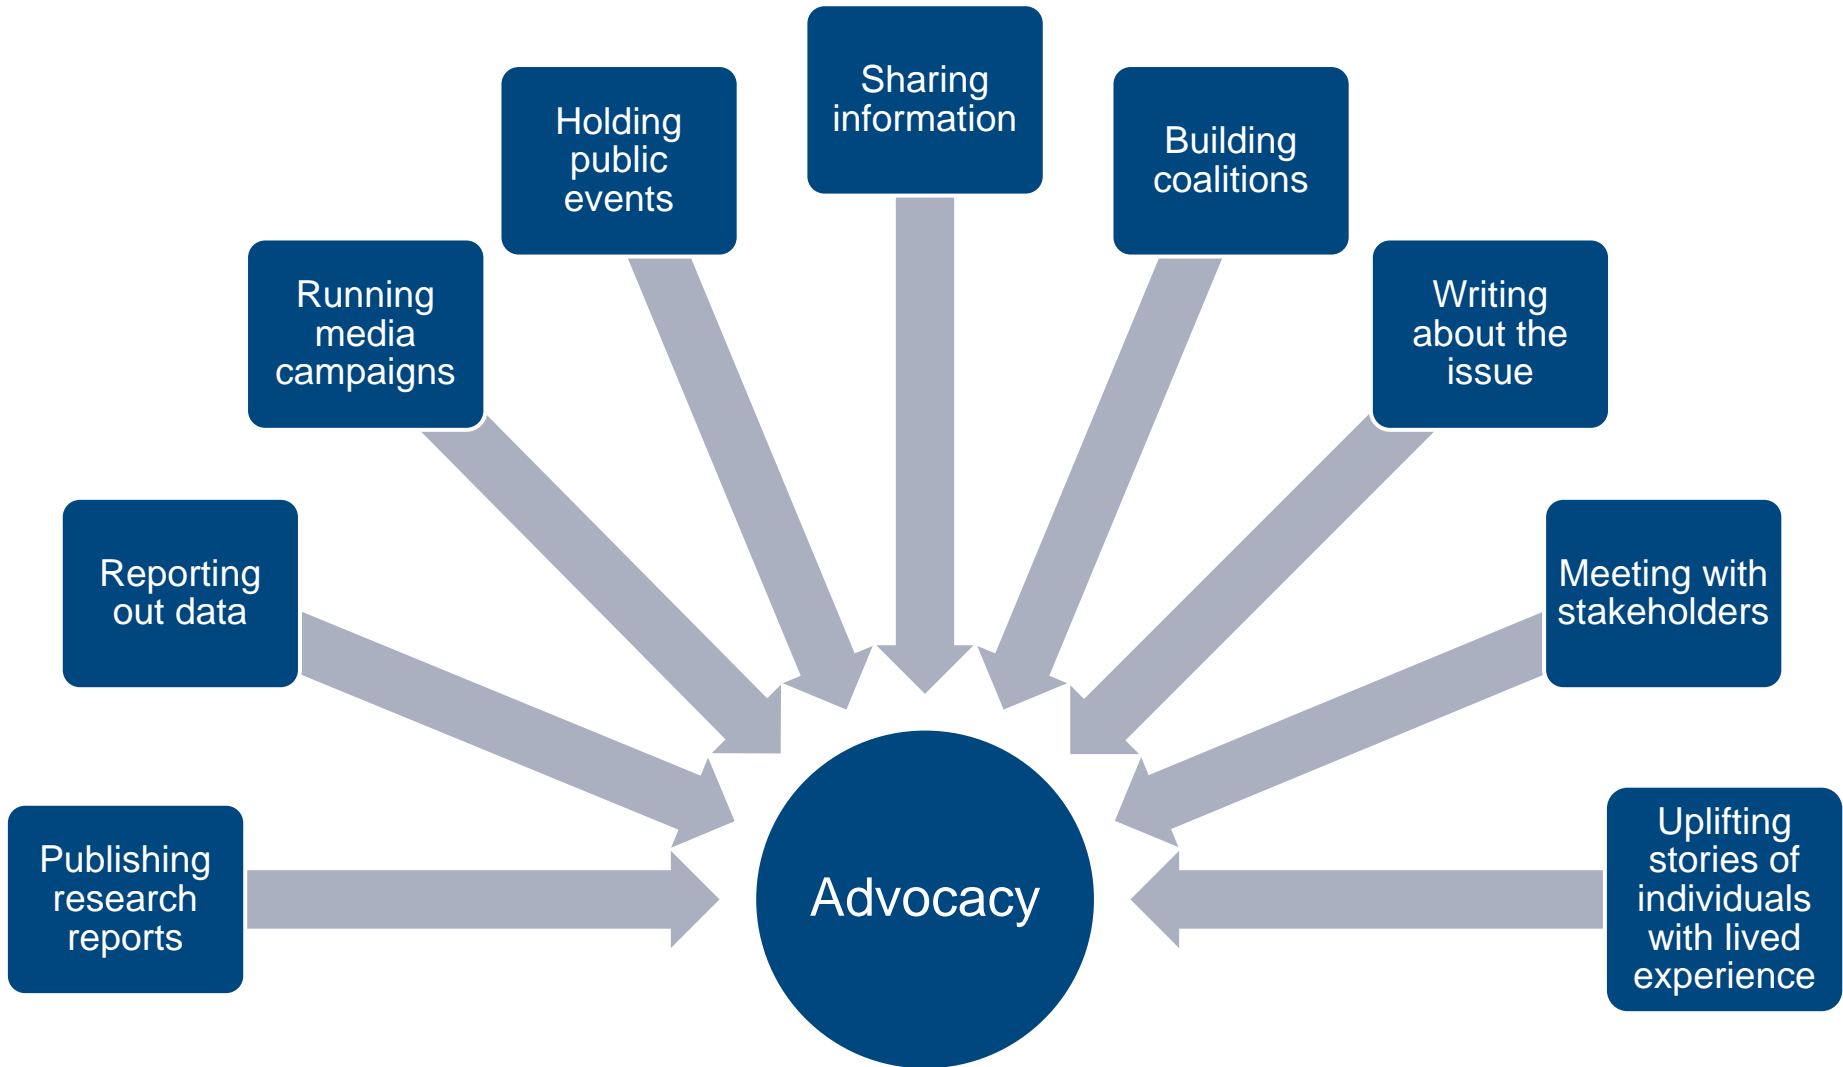 Sharing
information
Holding
public
events
Building
coalitions
Running
media
campaigns
Writing
about the
issue
Reporting
out data
Meeting with
stakeholders
Publishing
research
reports
Advocacy
Uplifting
stories of
individuals
with lived
experience